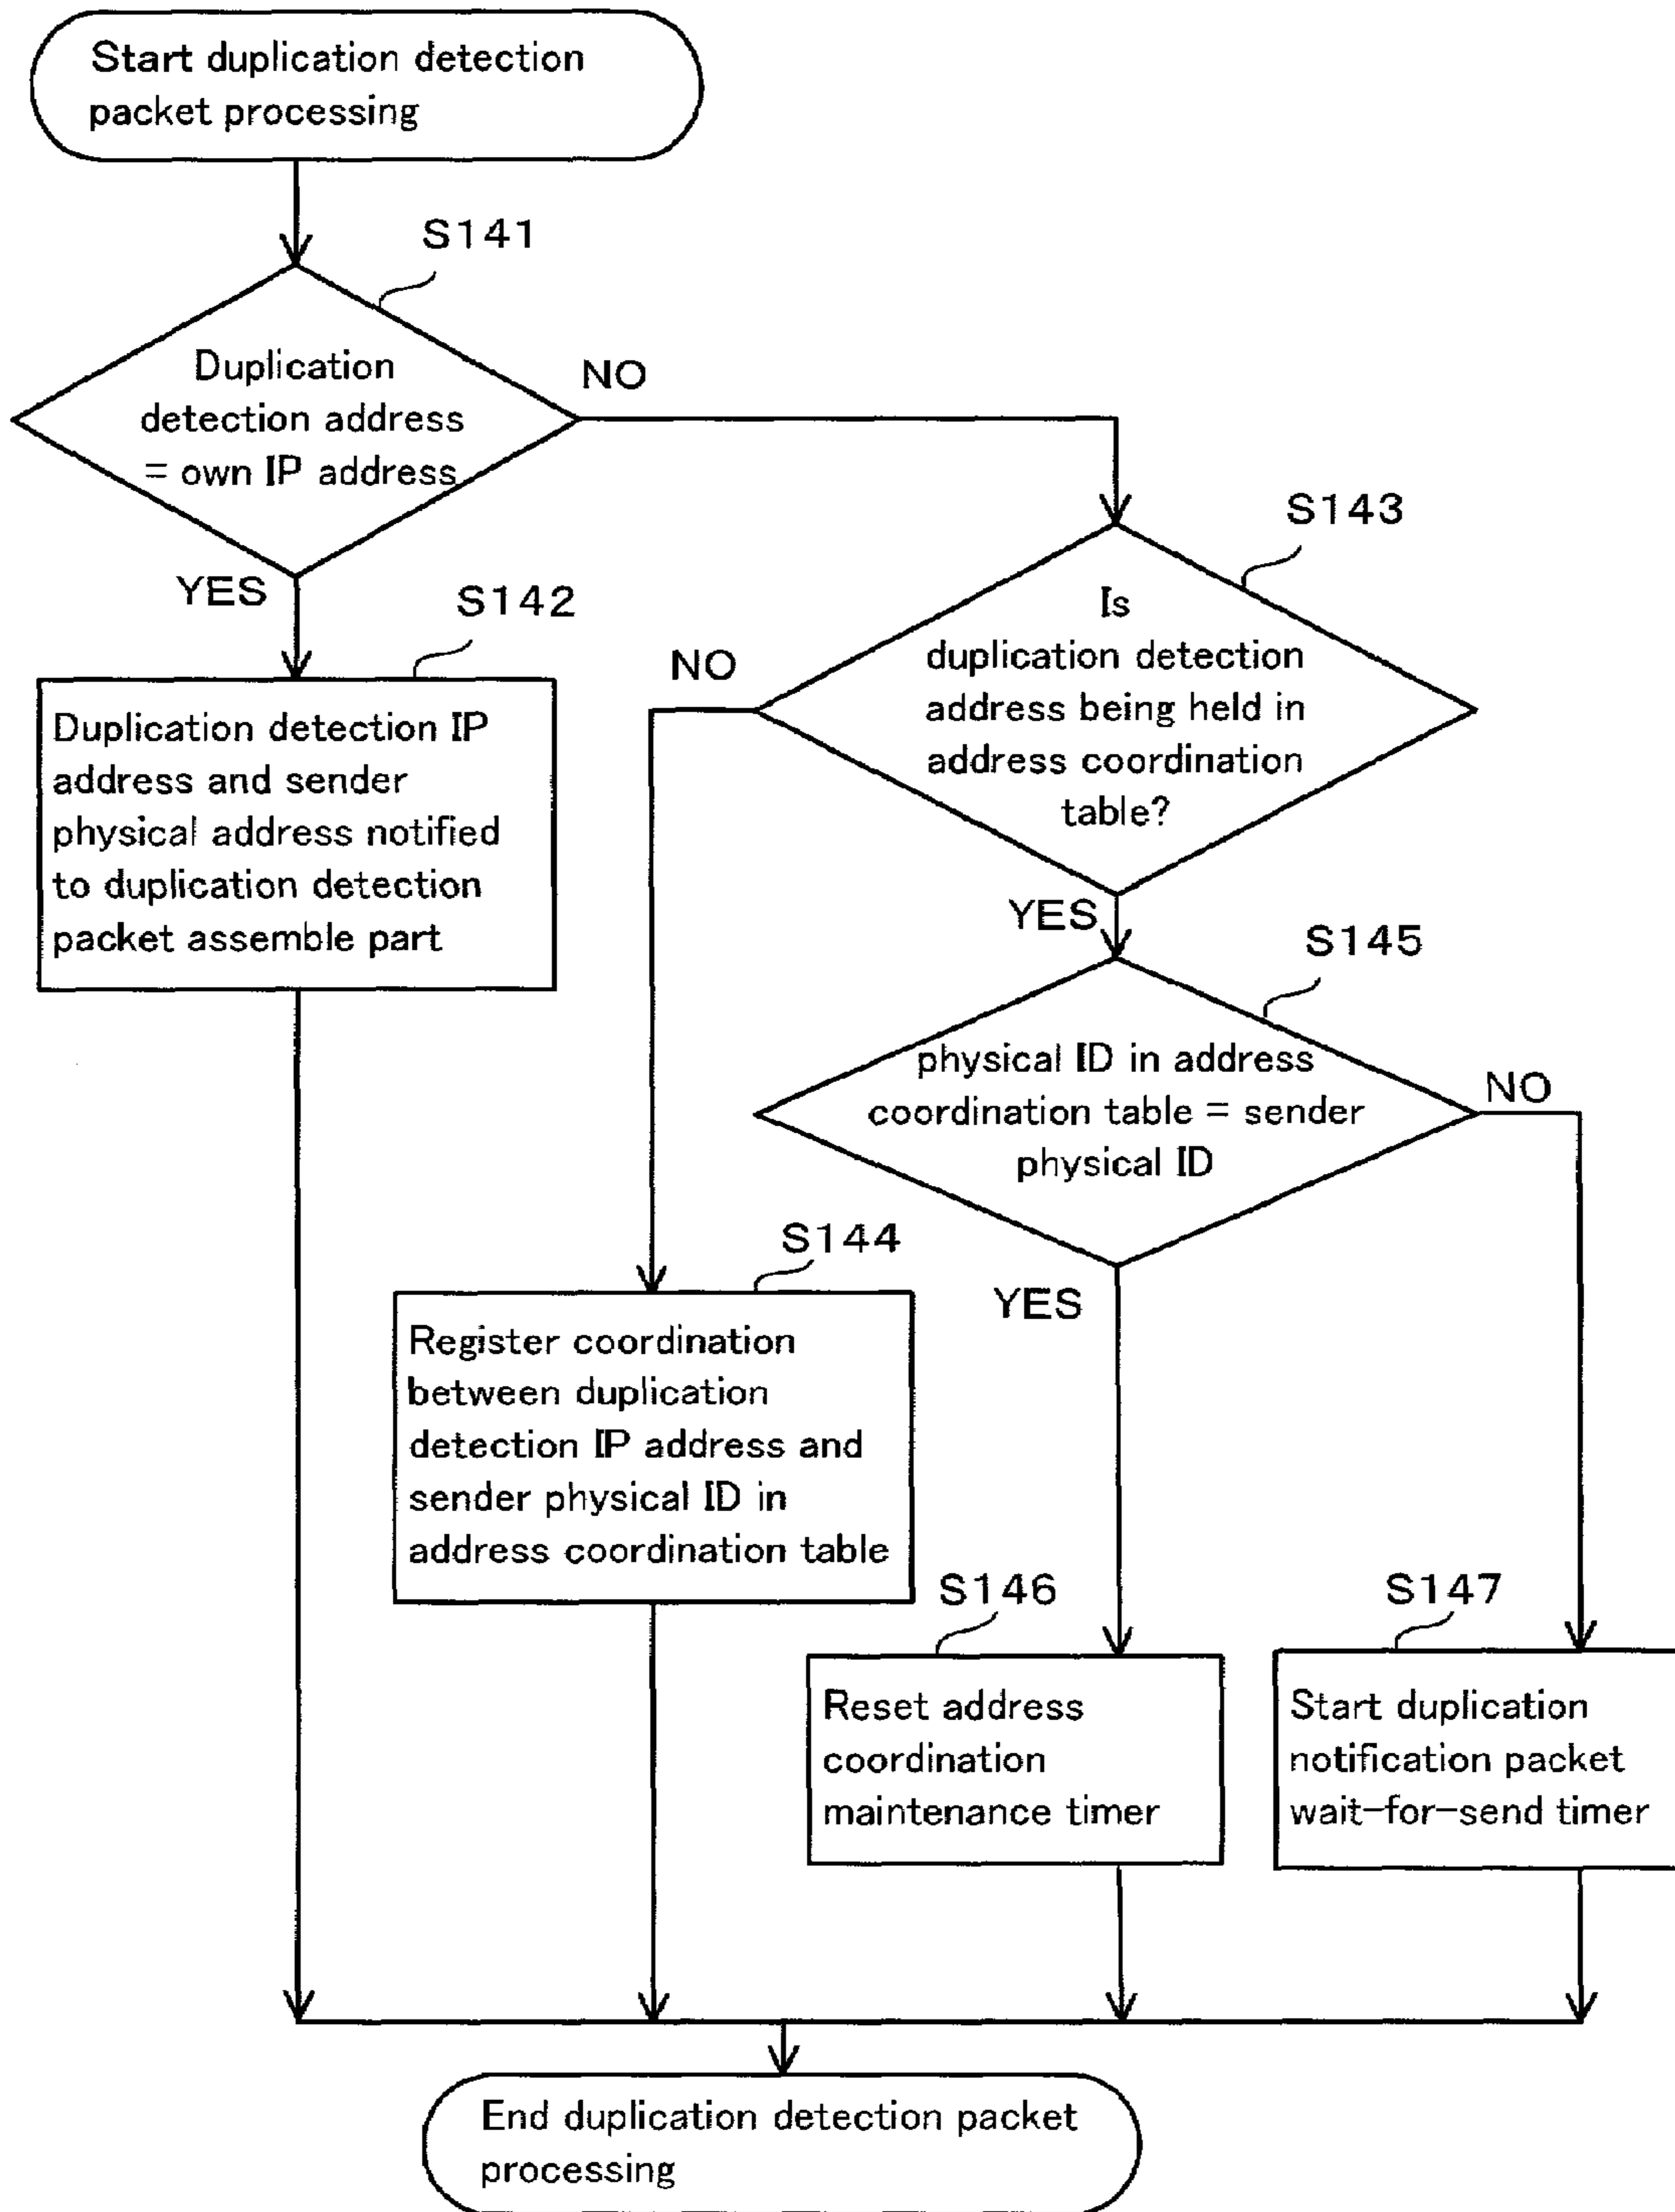 Start duplication detection
packet processing
S141
Duplication
detection address
= own IP address
NO
YES
S142
Duplication detection IP
address and sender
physical address notified
to duplication detection
packet assemble part
S143
Is
duplication detection
address being held in
address coordination
table?
NO
YES
S145
physical ID in address
coordination table = sender
physical ID
NO
YES
S144
Register coordination
between duplication
detection IP address and
sender physical ID in
address coordination table
S146
Reset address
coordination
maintenance timer
S147
Start duplication
notification packet
wait-for-send timer
End duplication detection packet
processing